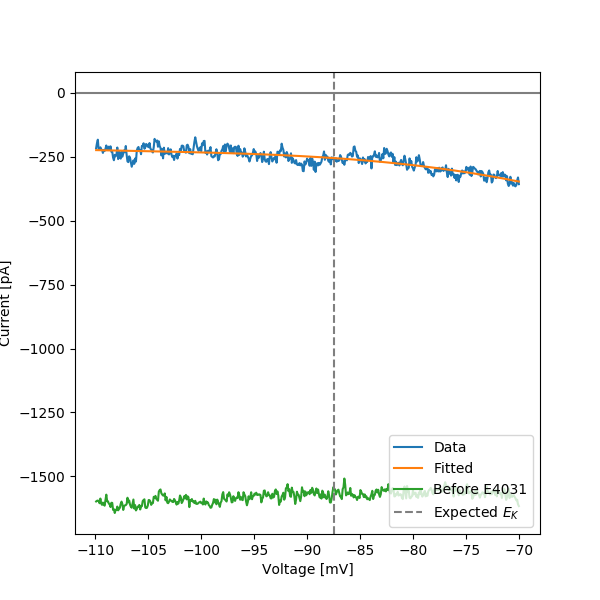 0
−250
−500
−750
−1000
−1250
−1500
Current [pA]
Data
Fitted
Before E4031
Expected E_K
−110 −105 −100 −95 −90 −85 −80 −75 −70
Voltage [mV]